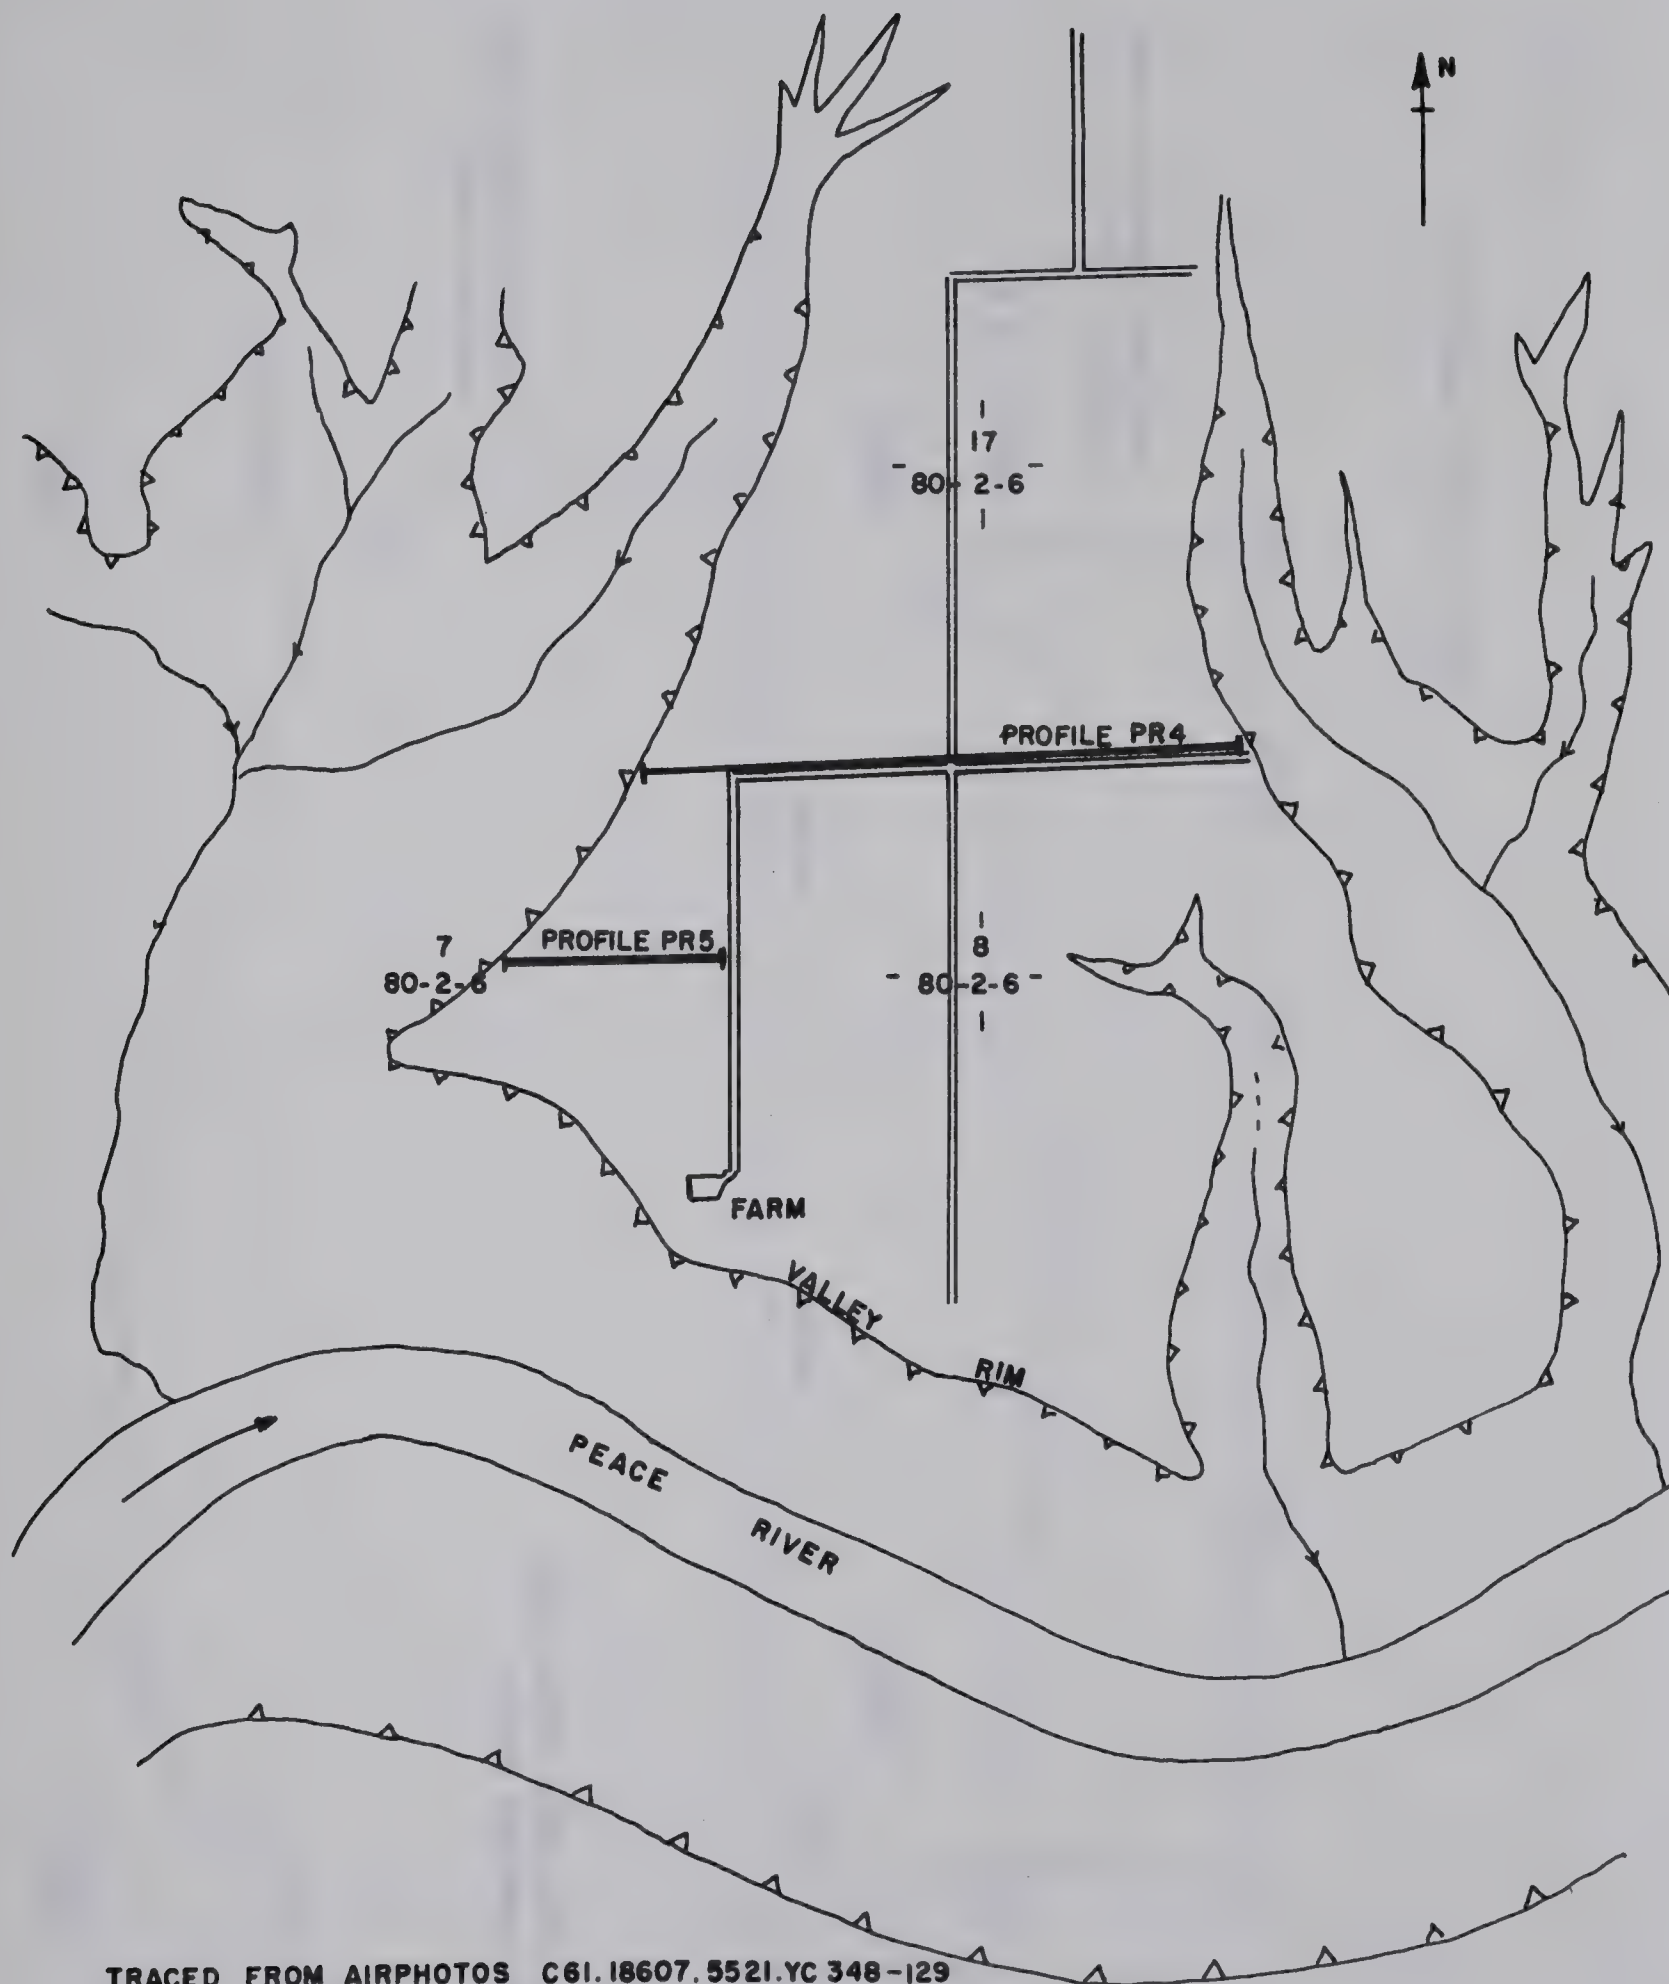 N
17
80-2-6
PROFILE PR4
7
80-2-6
PROFILE PR5
8
80-2-6
FARM
VALLEY
RIM
PEACE
RIVER
TRACED FROM AIRPHOTOS C61.18607.5521.YC 348-129